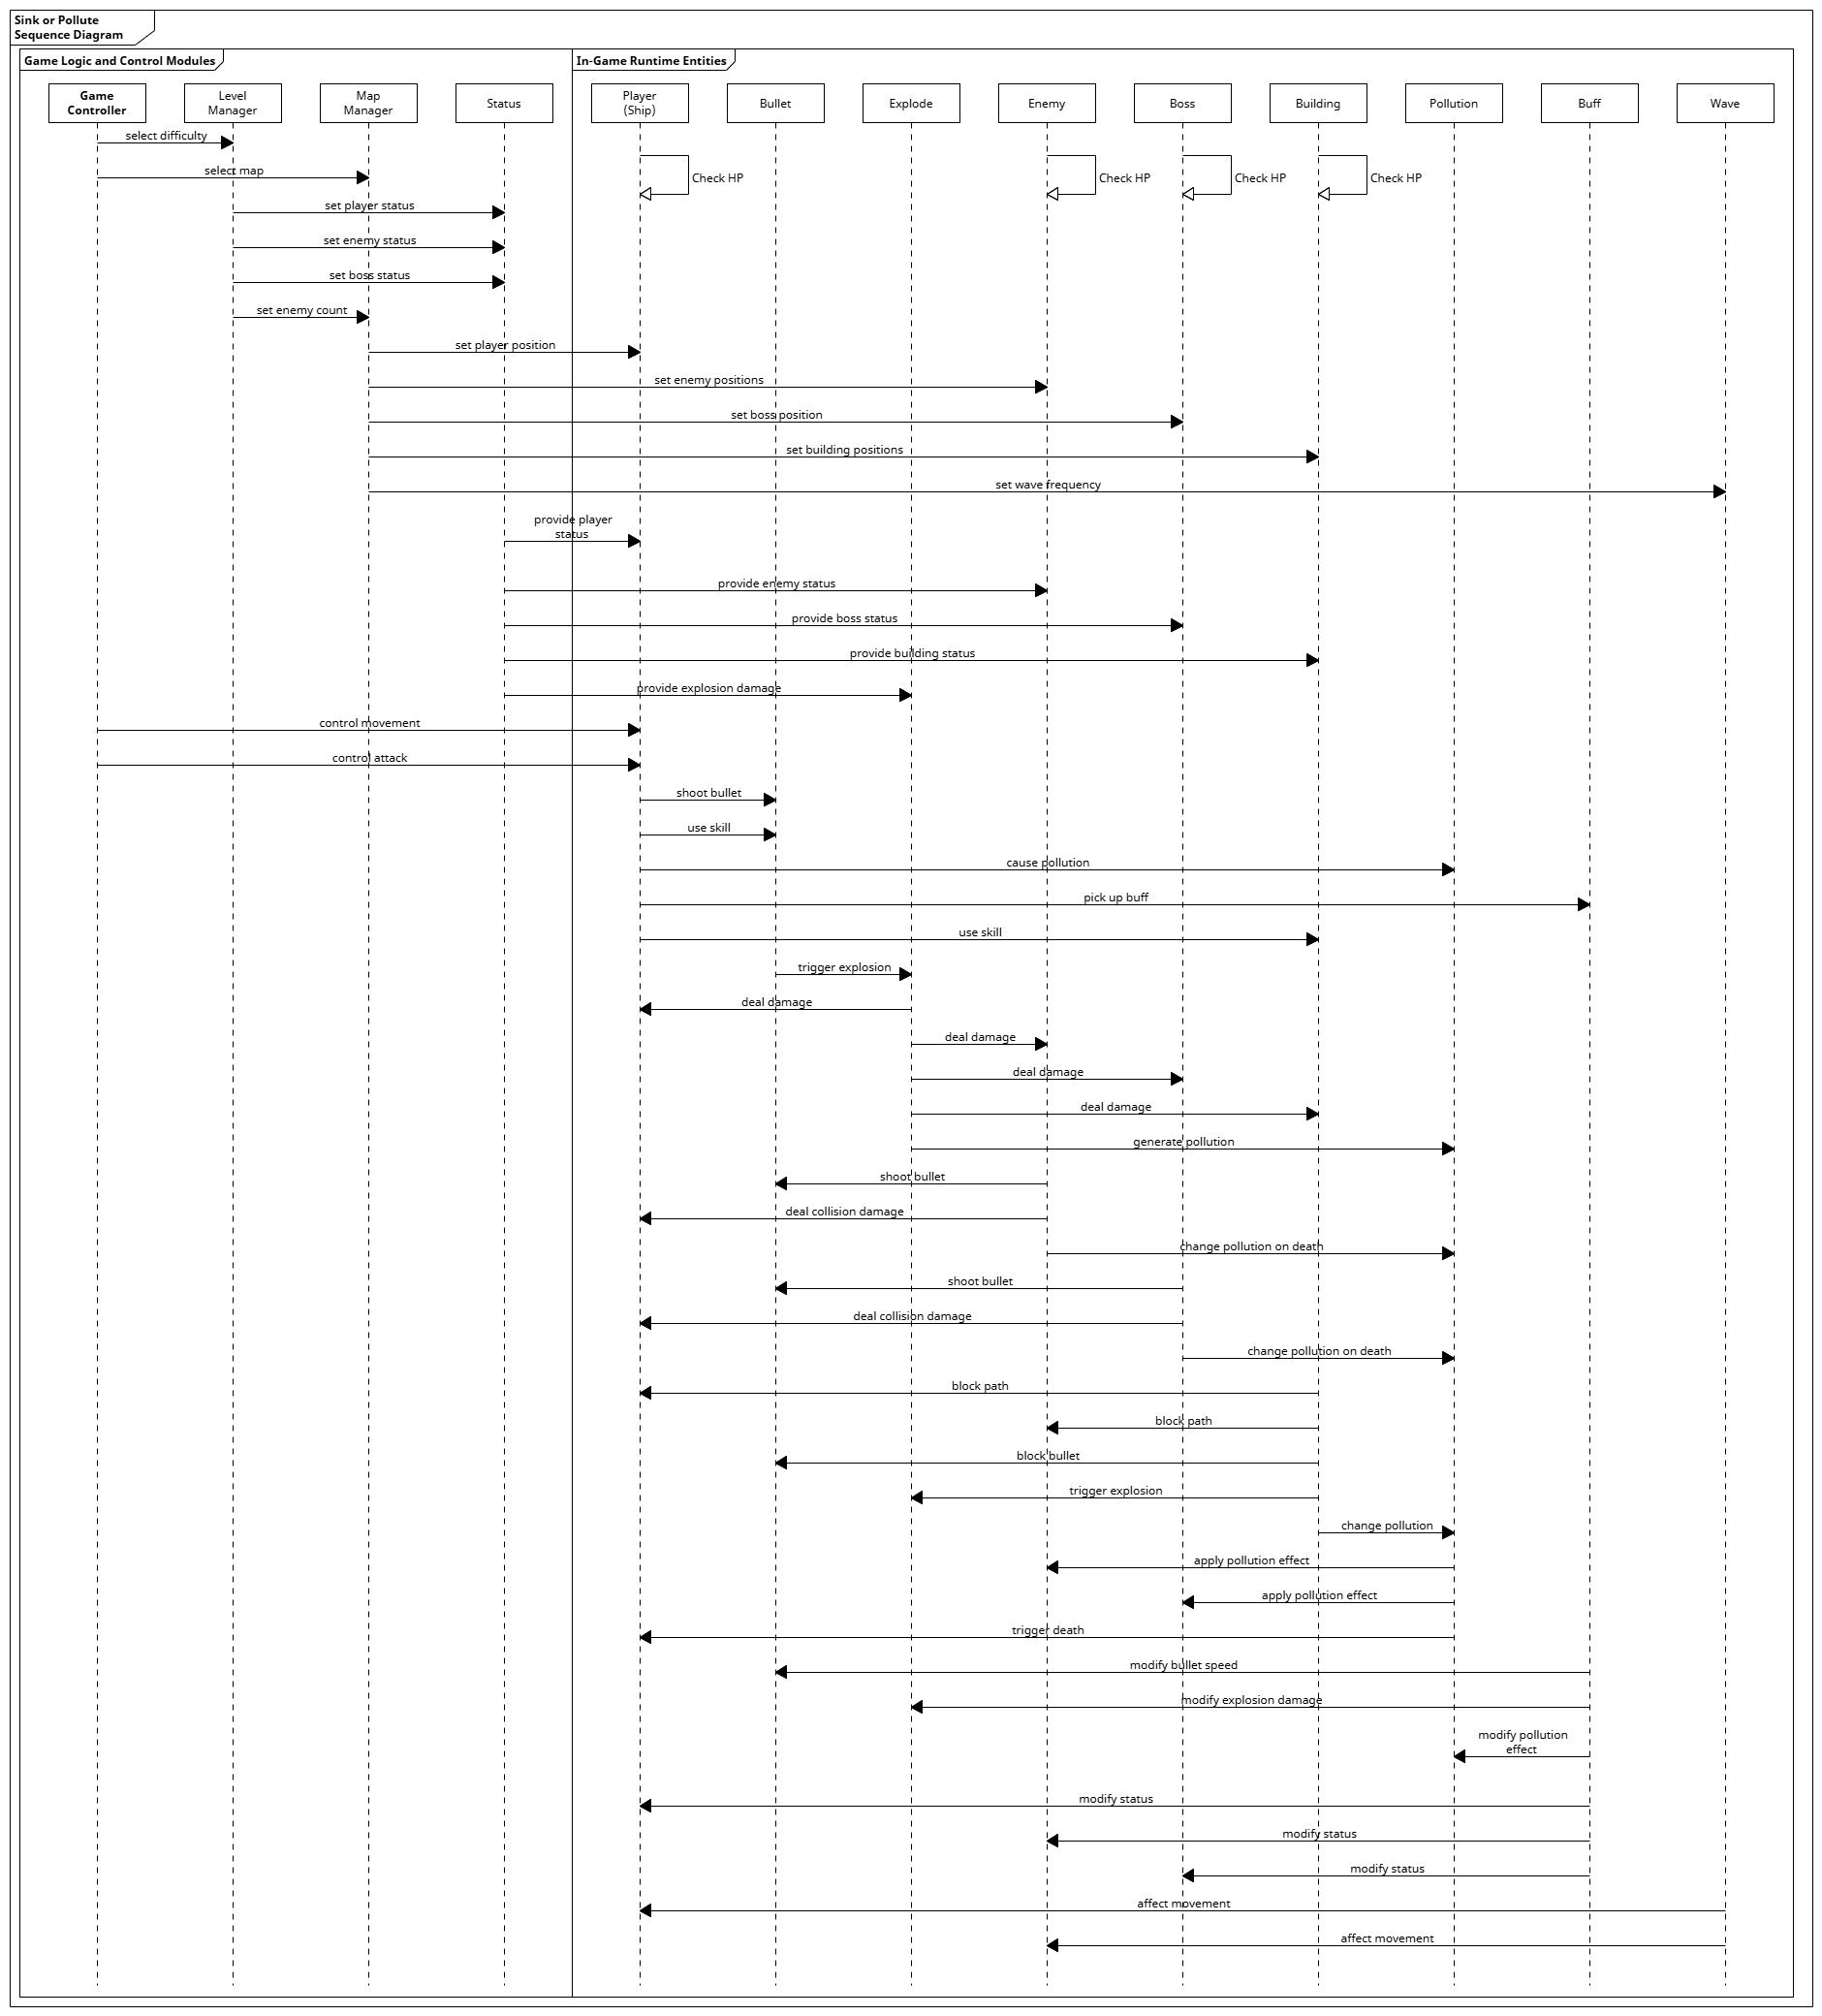 Sink or Pollute
Sequence Diagram
Game Logic and Control Modules
In-Game Runtime Entities
Game
Controller
Level
Manager
Map
Manager
Status
Player
(Ship)
Bullet
Explode
Enemy
Boss
Building
Pollution
Buff
Wave
select difficulty
select map
Check HP
Check HP
Check HP
Check HP
set player status
set enemy status
set boss status
set enemy count
set player position
set enemy positions
set boss position
set building positions
set wave frequency
provide player
status
provide enemy status
provide boss status
provide building status
provide explosion damage
control movement
control attack
shoot bullet
use skill
cause pollution
pick up buff
use skill
trigger explosion
deal damage
deal damage
deal damage
deal damage
generate pollution
shoot bullet
deal collision damage
change pollution on death
shoot bullet
deal collision damage
change pollution on death
block path
block path
block bullet
trigger explosion
change pollution
apply pollution effect
apply pollution effect
trigger death
modify bullet speed
modify explosion damage
modify pollution
effect
modify status
modify status
modify status
affect movement
affect movement